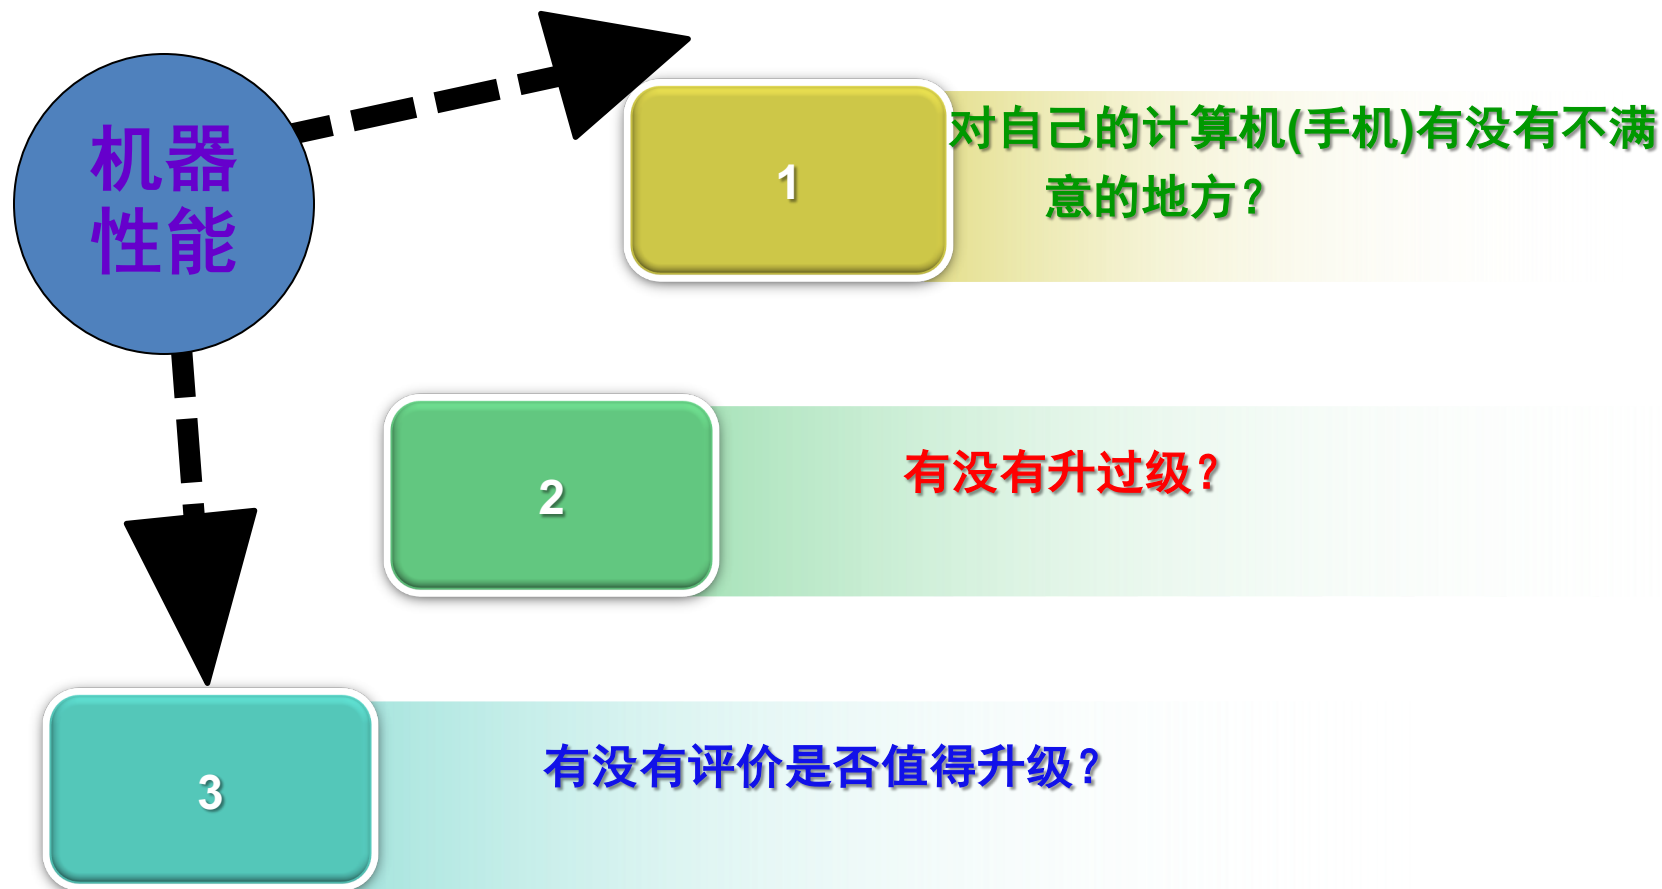 机器
性能
1
对自己的计算机(手机)有没有不满
意的地方？
2
有没有升过级？
3
有没有评价是否值得升级？